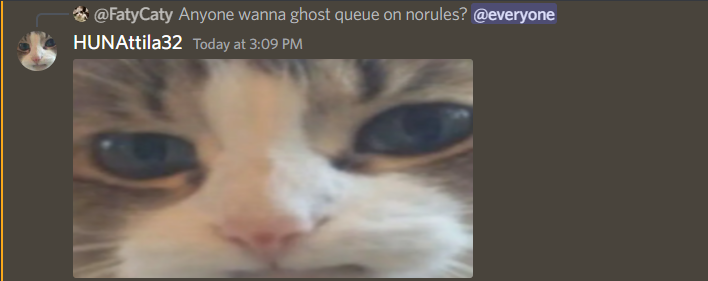 @FatyCaty Anyone wanna ghost queue on norules? @everyone
HUNAttila32 Today at 3:09 PM